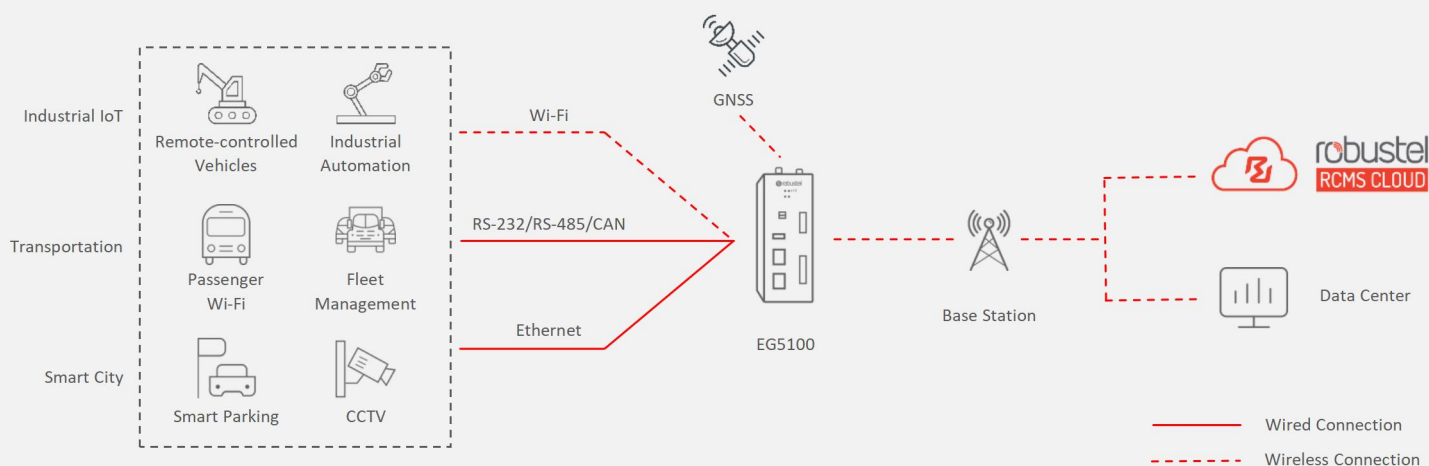 GNSS
Industrial IoT
Remote-controlled
Vehicles
Industrial
Automation
Wi-Fi
robustel
RCMS CLOUD
robustel
Transportation
Passenger
Wi-Fi
Fleet
Management
RS-232/RS-485/CAN
Base Station
Data Center
Ethernet
EG5100
Smart City
Smart Parking
CCTV
Wired Connection
Wireless Connection